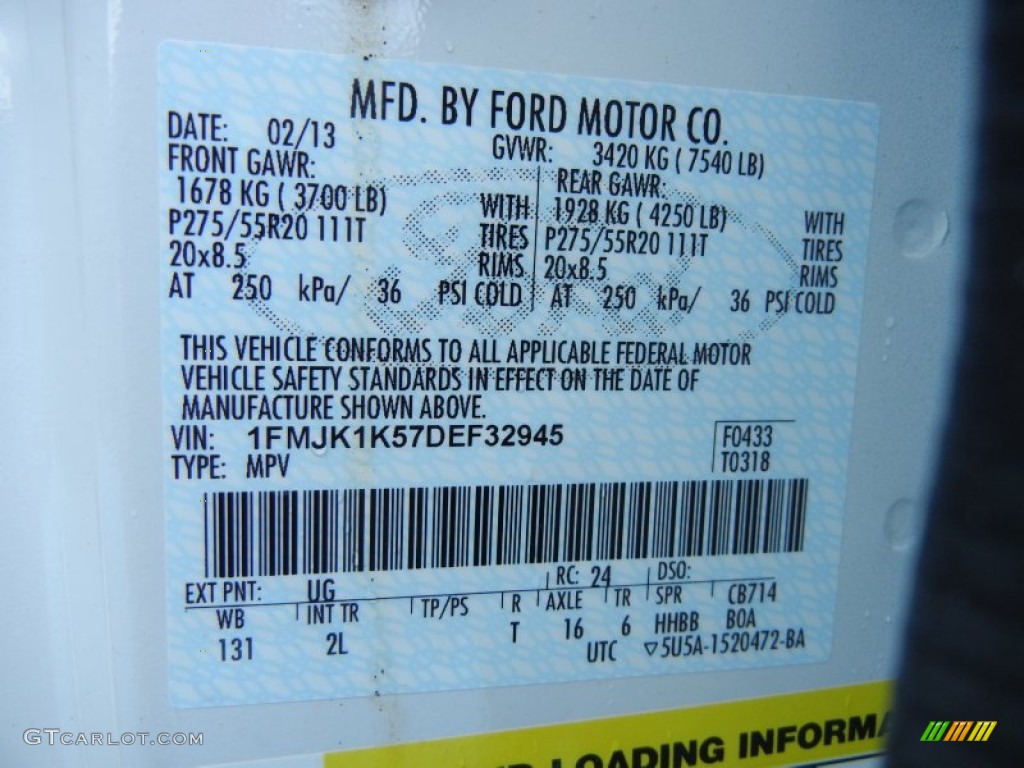 MFD. BY FORD MOTOR CO.
DATE: 02/13 GVWR: 3420 KG ( 7540 LB)
FRONT GAWR: REAR GAWR:
1678 KG ( 3700 LB) WITH 1928 KG ( 4250 LB) WITH
P275/55R20 111T TIRES P275/55R20 111T TIRES
20x8.5 RIMS 20x8.5 RIMS
AT 250 kPa/ 36 PSI COLD AT 250 kPa/ 36 PSI COLD
THIS VEHICLE CONFORMS TO ALL APPLICABLE FEDERAL MOTOR
VEHICLE SAFETY STANDARDS IN EFFECT ON THE DATE OF
MANUFACTURE SHOWN ABOVE.
VIN: 1FMJK1K57DEF32945 F0433
TYPE: MPV T0318
EXT PNT: UG RC: 24 DSO:
WB INT TR TP/PS R AXLE TR SPR CB714
131 2L T 16 6 HHBB BOA
UTC ▽5U5A-1520472-BA
LOADING INFORMA
GTCARLOT.COM